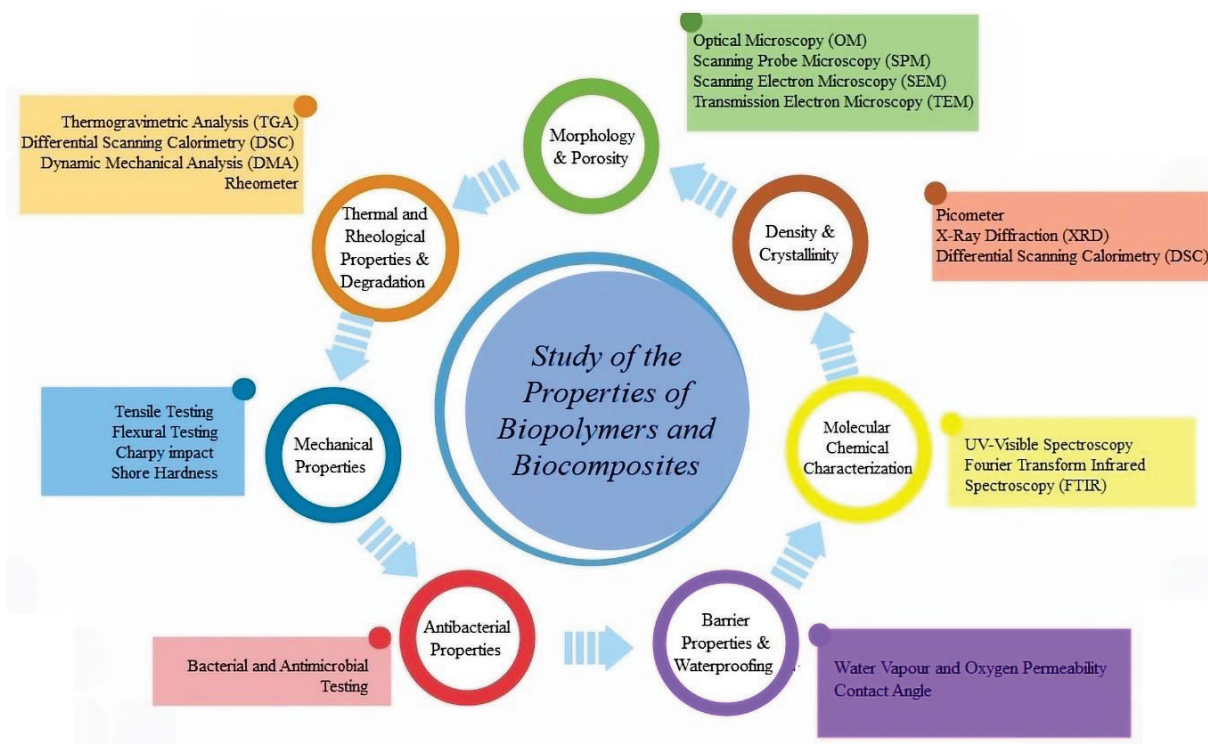 Optical Microscopy (OM)
Scanning Probe Microscopy (SPM)
Scanning Electron Microscopy (SEM)
Transmission Electron Microscopy (TEM)
Thermogravimetric Analysis (TGA)
Differential Scanning Calorimetry (DSC)
Dynamic Mechanical Analysis (DMA)
Rheometer
Morphology
& Porosity
Thermal and
Rheological
Properties &
Degradation
Density &
Crystallinity
Picometer
X-Ray Diffraction (XRD)
Differential Scanning Calorimetry (DSC)
Study of the
Properties of
Biopolymers and
Biocomposites
Tensile Testing
Flexural Testing
Charpy impact
Shore Hardness
Mechanical
Properties
Molecular
Chemical
Characterization
UV-Visible Spectroscopy
Fourier Transform Infrared
Spectroscopy (FTIR)
Bacterial and Antimicrobial
Testing
Antibacterial
Properties
Barrier
Properties &
Waterproofing
Water Vapour and Oxygen Permeability
Contact Angle